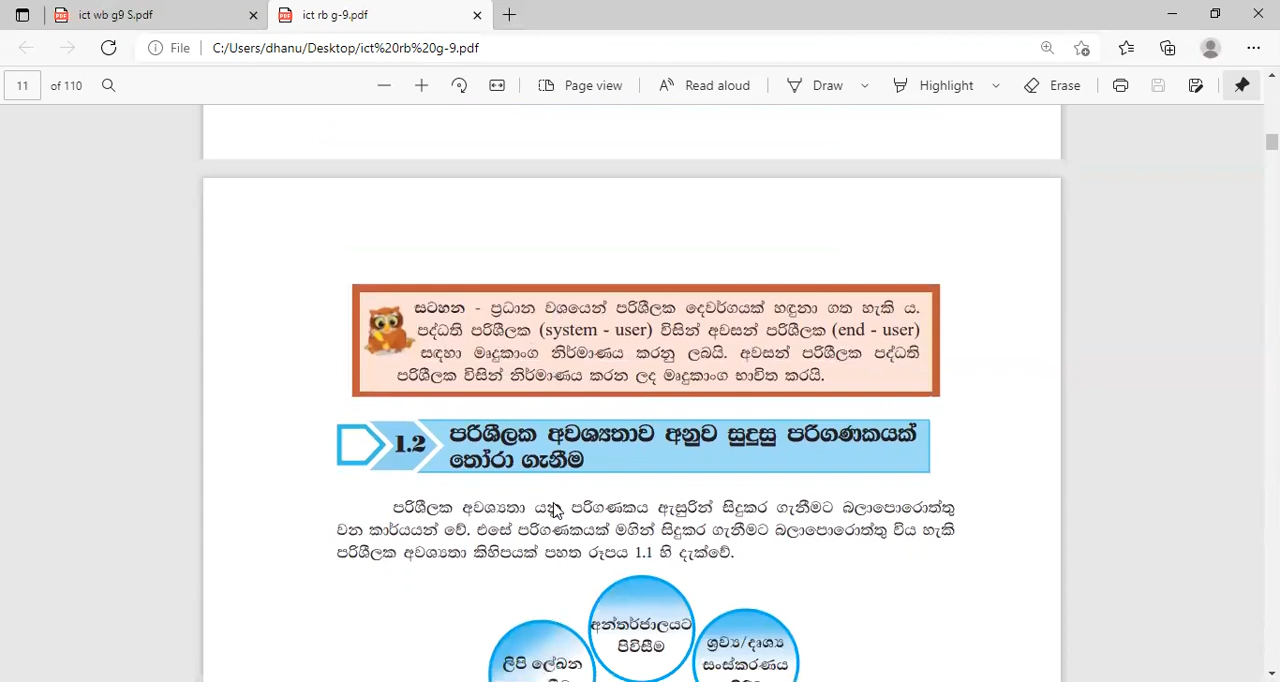 ict wb g9 S.pdf
ict rb g-9.pdf
File
C:/Users/dhanu/Desktop/ict%20rb%20g-9.pdf
11 of 110
Page view
Read aloud
Draw
Highlight
Erase
සටහන - ප්‍රධාන වශයෙන් පරිශීලක දෙවර්ගයක් හඳුනා ගත හැකි ය.
පද්ධති පරිශීලක (system - user) විසින් අවසන් පරිශීලක (end - user)
සඳහා මෘදුකාංග නිර්මාණය කරනු ලබයි. අවසන් පරිශීලක පද්ධති
පරිශීලක විසින් නිර්මාණය කරන ලද මෘදුකාංග භාවිත කරයි.
1.2
පරිශීලක අවශ්‍යතාව අනුව සුදුසු පරිගණකයක්
තෝරා ගැනීම
පරිශීලක අවශ්‍යතා යනු පරිගණකය ඇසුරින් සිදුකර ගැනීමට බලාපොරොත්තු
වන කාර්යයන් වේ. එසේ පරිගණකයක් මගින් සිදුකර ගැනීමට බලාපොරොත්තු විය හැකි
පරිශීලක අවශ්‍යතා කිහිපයක් පහත රූපය 1.1 හි දැක්වේ.
අන්තර්ජාලයට
පිවිසීම
ශ්‍රව්‍ය/දෘශ්‍ය
සංස්කරණය
ලිපි ලේඛන